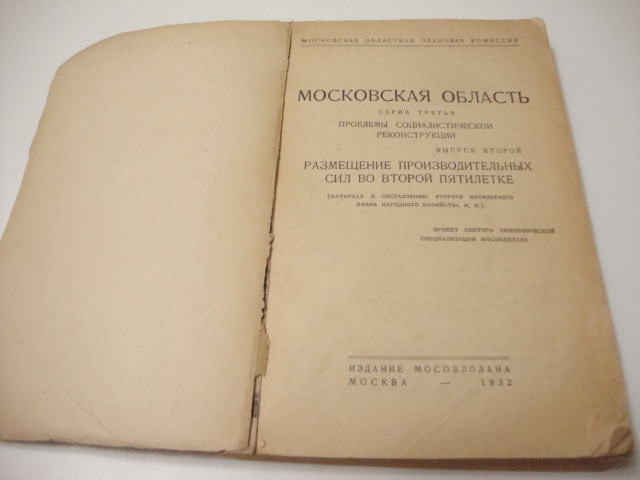 МОСКОВСКАЯ ОБЛАСТНАЯ ПЛАНОВАЯ КОМИССИЯ
МОСКОВСКАЯ ОБЛАСТЬ
СЕРИЯ ТРЕТЬЯ
ПРОБЛЕМЫ СОЦИАЛИСТИЧЕСКОЙ
РЕКОНСТРУКЦИИ
ВЫПУСК ВТОРОЙ
РАЗМЕЩЕНИЕ ПРОИЗВОДИТЕЛЬНЫХ
СИЛ ВО ВТОРОЙ ПЯТИЛЕТКЕ
(МАТЕРИАЛ К СОСТАВЛЕНИЮ ВТОРОГО ПЯТИЛЕТНЕГО
ПЛАНА НАРОДНОГО ХОЗЯЙСТВА М. О.).
ПРОЕКТ СЕКТОРА ЭКОНОМИЧЕСКОЙ
СПЕЦИАЛИЗАЦИИ МОСОБЛПЛАНА
ИЗДАНИЕ МОСОБЛПЛАНА
МОСКВА — 1932